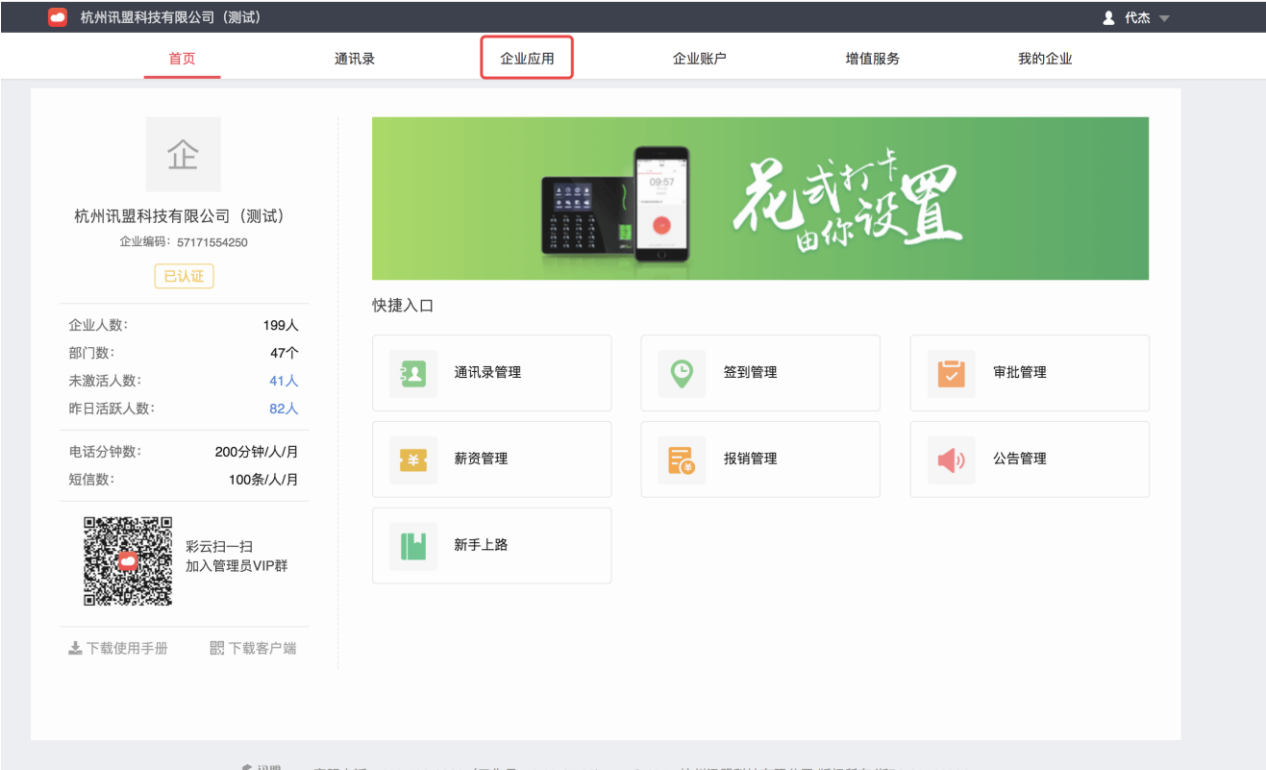 杭州讯盟科技有限公司（测试）
代杰
首页 通讯录 企业应用 企业账户 增值服务 我的企业
企
杭州讯盟科技有限公司（测试）
企业编码：57171554250
已认证
企业人数： 199人
部门数： 47个
未激活人数： 41人
昨日活跃人数： 82人
电话分钟数： 200分钟/人/月
短信数： 100条/人/月
彩云扫一扫
加入管理员VIP群
下载使用手册 下载客户端
09:57
花式打卡
由你设置
快捷入口
通讯录管理 签到管理 审批管理
薪资管理 报销管理 公告管理
新手上路